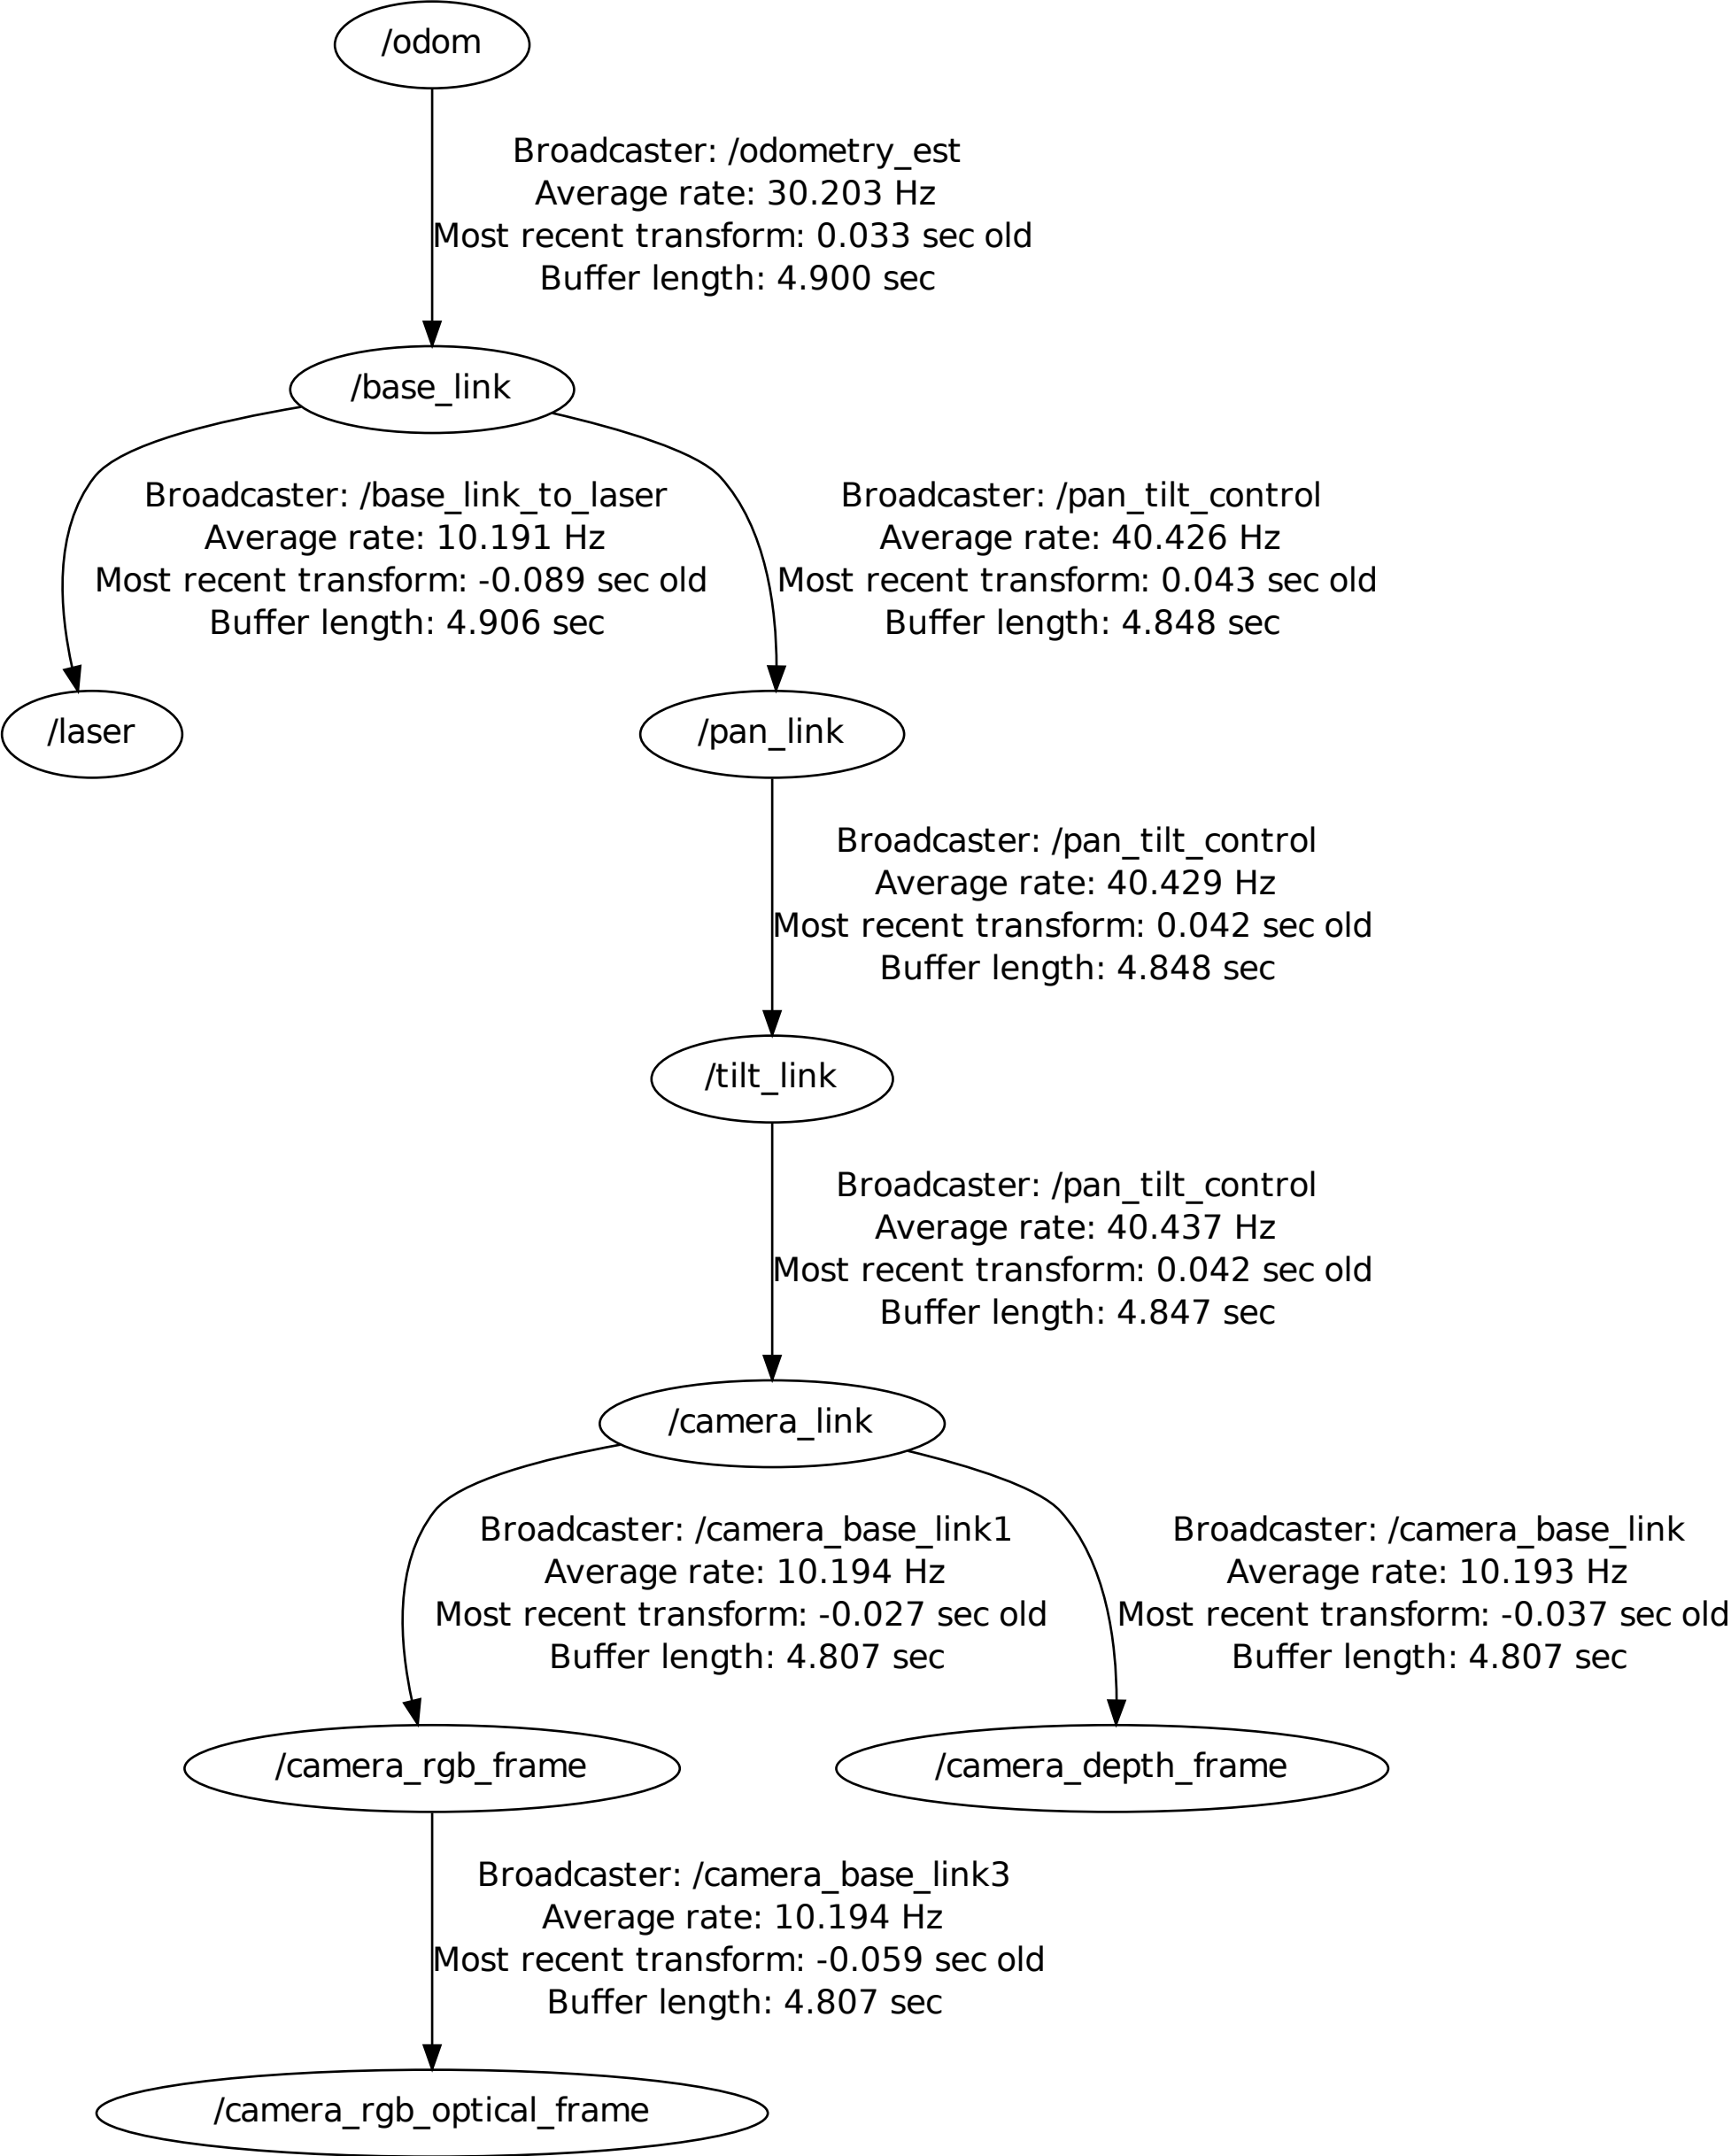 /odom
Broadcaster: /odometry_est
Average rate: 30.203 Hz
Most recent transform: 0.033 sec old
Buffer length: 4.900 sec
/base_link
Broadcaster: /base_link_to_laser
Average rate: 10.191 Hz
Most recent transform: -0.089 sec old
Buffer length: 4.906 sec
Broadcaster: /pan_tilt_control
Average rate: 40.426 Hz
Most recent transform: 0.043 sec old
Buffer length: 4.848 sec
/laser
/pan_link
Broadcaster: /pan_tilt_control
Average rate: 40.429 Hz
Most recent transform: 0.042 sec old
Buffer length: 4.848 sec
/tilt_link
Broadcaster: /pan_tilt_control
Average rate: 40.437 Hz
Most recent transform: 0.042 sec old
Buffer length: 4.847 sec
/camera_link
Broadcaster: /camera_base_link1
Average rate: 10.194 Hz
Most recent transform: -0.027 sec old
Buffer length: 4.807 sec
Broadcaster: /camera_base_link
Average rate: 10.193 Hz
Most recent transform: -0.037 sec old
Buffer length: 4.807 sec
/camera_rgb_frame
/camera_depth_frame
Broadcaster: /camera_base_link3
Average rate: 10.194 Hz
Most recent transform: -0.059 sec old
Buffer length: 4.807 sec
/camera_rgb_optical_frame